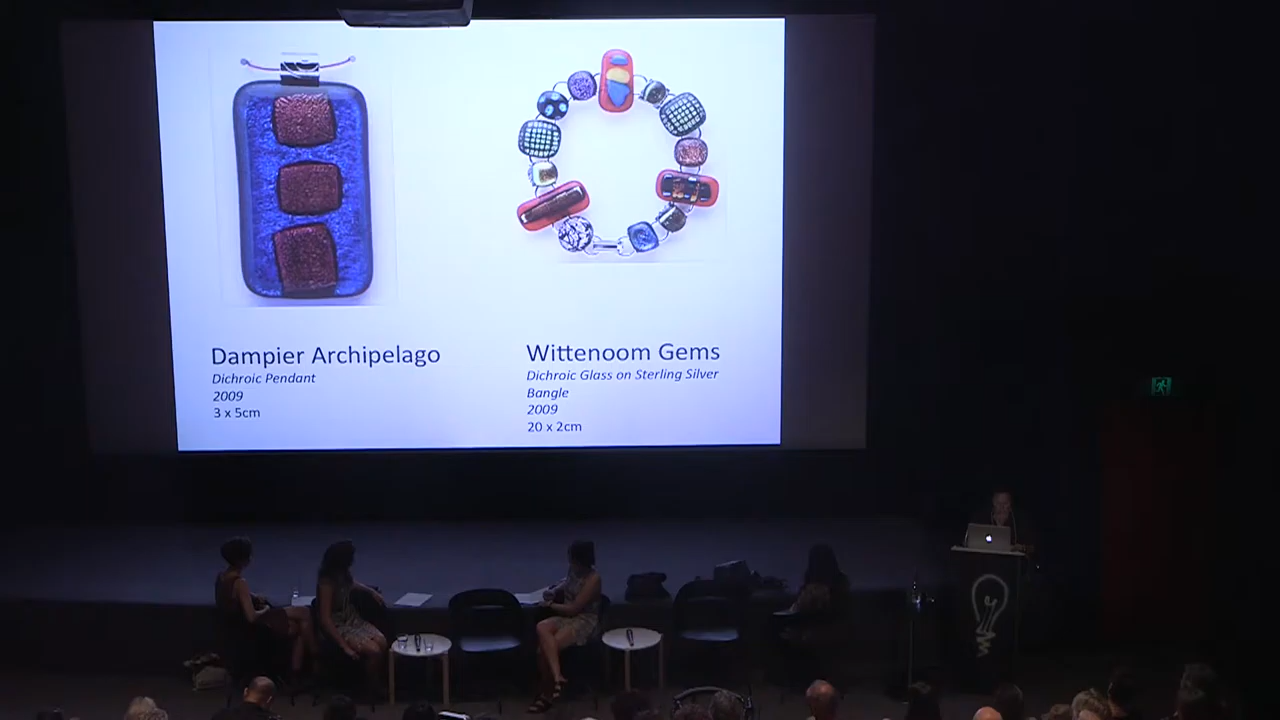 Dampier Archipelago
Dichroic Pendant
2009
3 x 5cm
Wittenoom Gems
Dichroic Glass on Sterling Silver
Bangle
2009
20 x 2cm